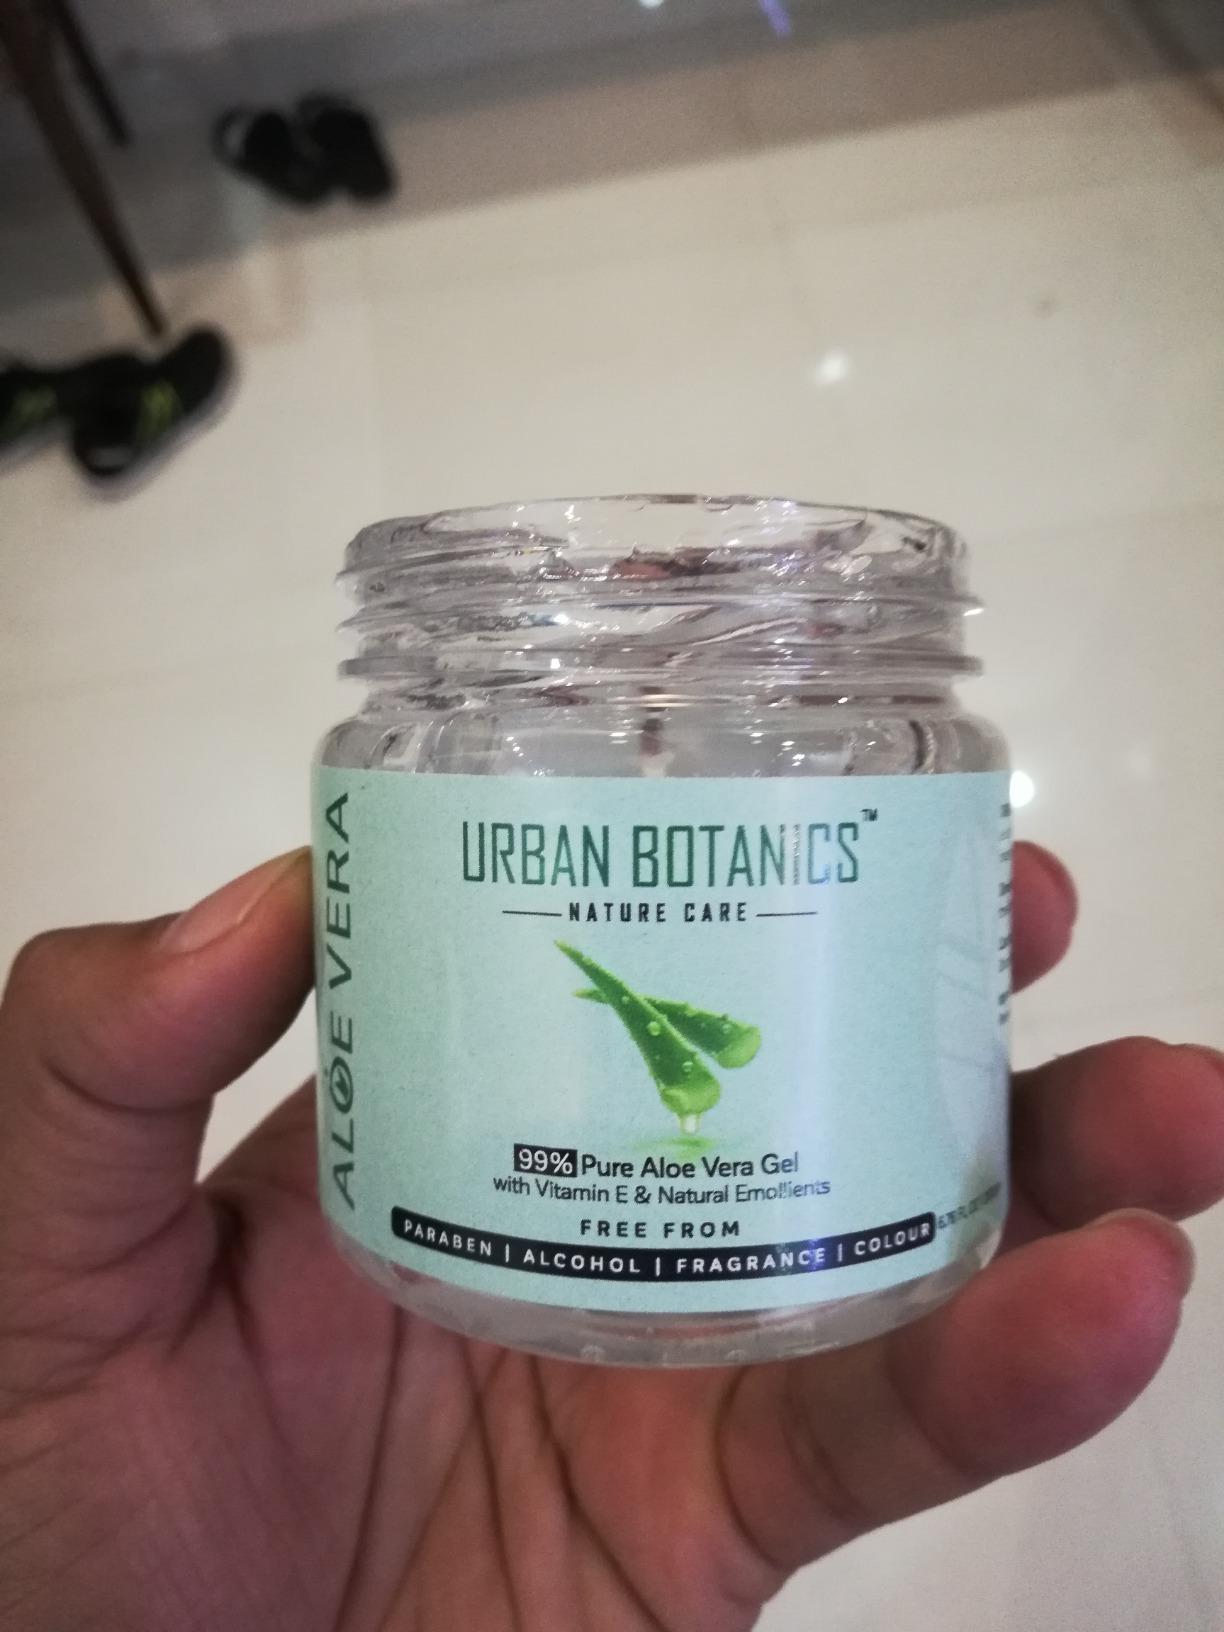 ALOE VERA
URBAN BOTANICS™
NATURE CARE
99% Pure Aloe Vera Gel
with Vitamin E & Natural Emollients
FREE FROM
PARABEN | ALCOHOL | FRAGRANCE | COLOUR